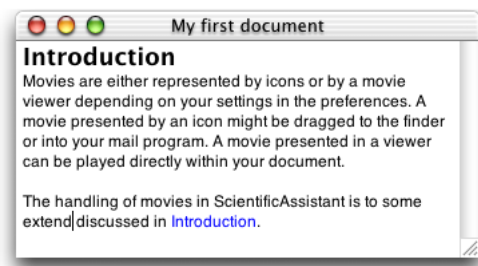 My first document
Introduction
Movies are either represented by icons or by a movie
viewer depending on your settings in the preferences. A
movie presented by an icon might be dragged to the finder
or into your mail program. A movie presented in a viewer
can be played directly within your document.
The handling of movies in ScientificAssistant is to some
extend discussed in Introduction.